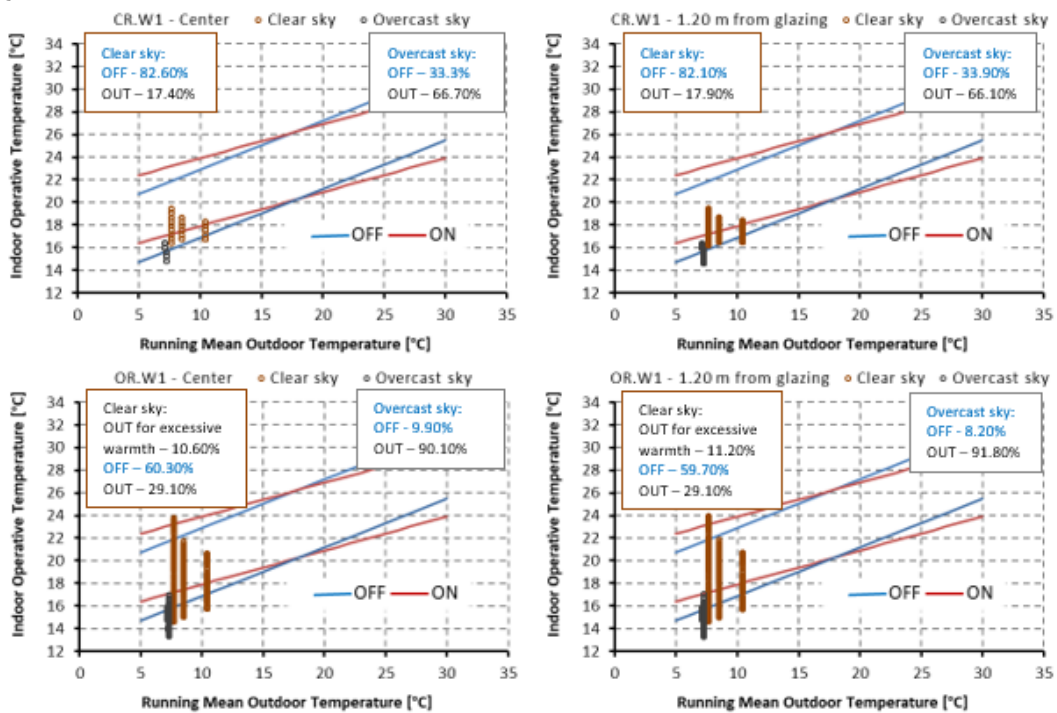 CR.W1 - Center Clear sky Overcast sky
Indoor Operative Temperature [°C]
34
32
30
28
26
24
22
20
18
16
14
12
Clear sky:
OFF - 82.60%
OUT – 17.40%
Overcast sky:
OFF – 33.3%
OUT – 66.70%
OFF ON
0 5 10 15 20 25 30 35
Running Mean Outdoor Temperature [°C]
CR.W1 - 1.20 m from glazing Clear sky Overcast sky
Indoor Operative Temperature [°C]
34
32
30
28
26
24
22
20
18
16
14
12
Clear sky:
OFF - 82.10%
OUT – 17.90%
Overcast sky:
OFF – 33.90%
OUT – 66.10%
OFF ON
0 5 10 15 20 25 30 35
Running Mean Outdoor Temperature [°C]
OR.W1 - Center Clear sky Overcast sky
Indoor Operative Temperature [°C]
34
32
30
28
26
24
22
20
18
16
14
12
Clear sky:
OUT for excessive
warmth – 10.60%
OFF – 60.30%
OUT – 29.10%
Overcast sky:
OFF - 9.90%
OUT – 90.10%
OFF ON
0 5 10 15 20 25 30 35
Running Mean Outdoor Temperature [°C]
OR.W1 - 1.20 m from glazing Clear sky Overcast sky
Indoor Operative Temperature [°C]
34
32
30
28
26
24
22
20
18
16
14
12
Clear sky:
OUT for excessive
warmth – 11.20%
OFF – 59.70%
OUT – 29.10%
Overcast sky:
OFF - 8.20%
OUT – 91.80%
OFF ON
0 5 10 15 20 25 30 35
Running Mean Outdoor Temperature [°C]